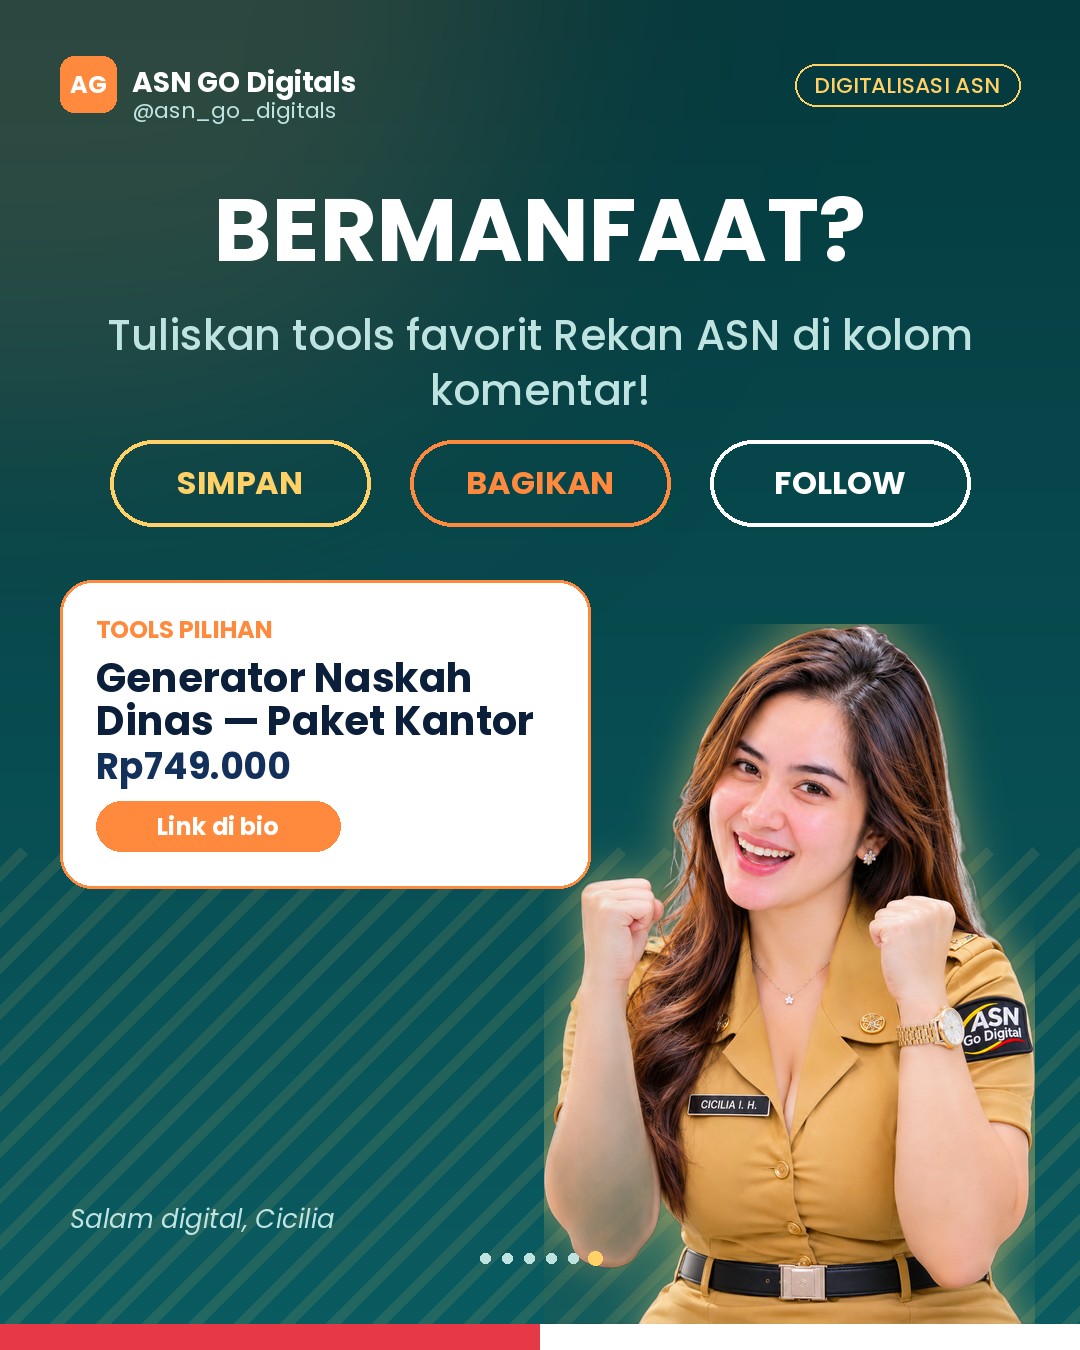 AG
ASN GO Digitals
@asn_go_digitals
DIGITALISASI ASN
BERMANFAAT?
Tuliskan tools favorit Rekan ASN di kolom
komentar!
SIMPAN
BAGIKAN
FOLLOW
TOOLS PILIHAN
Generator Naskah
Dinas — Paket Kantor
Rp749.000
Link di bio
ASN
Go Digital
CICILIA I. H.
Salam digital, Cicilia